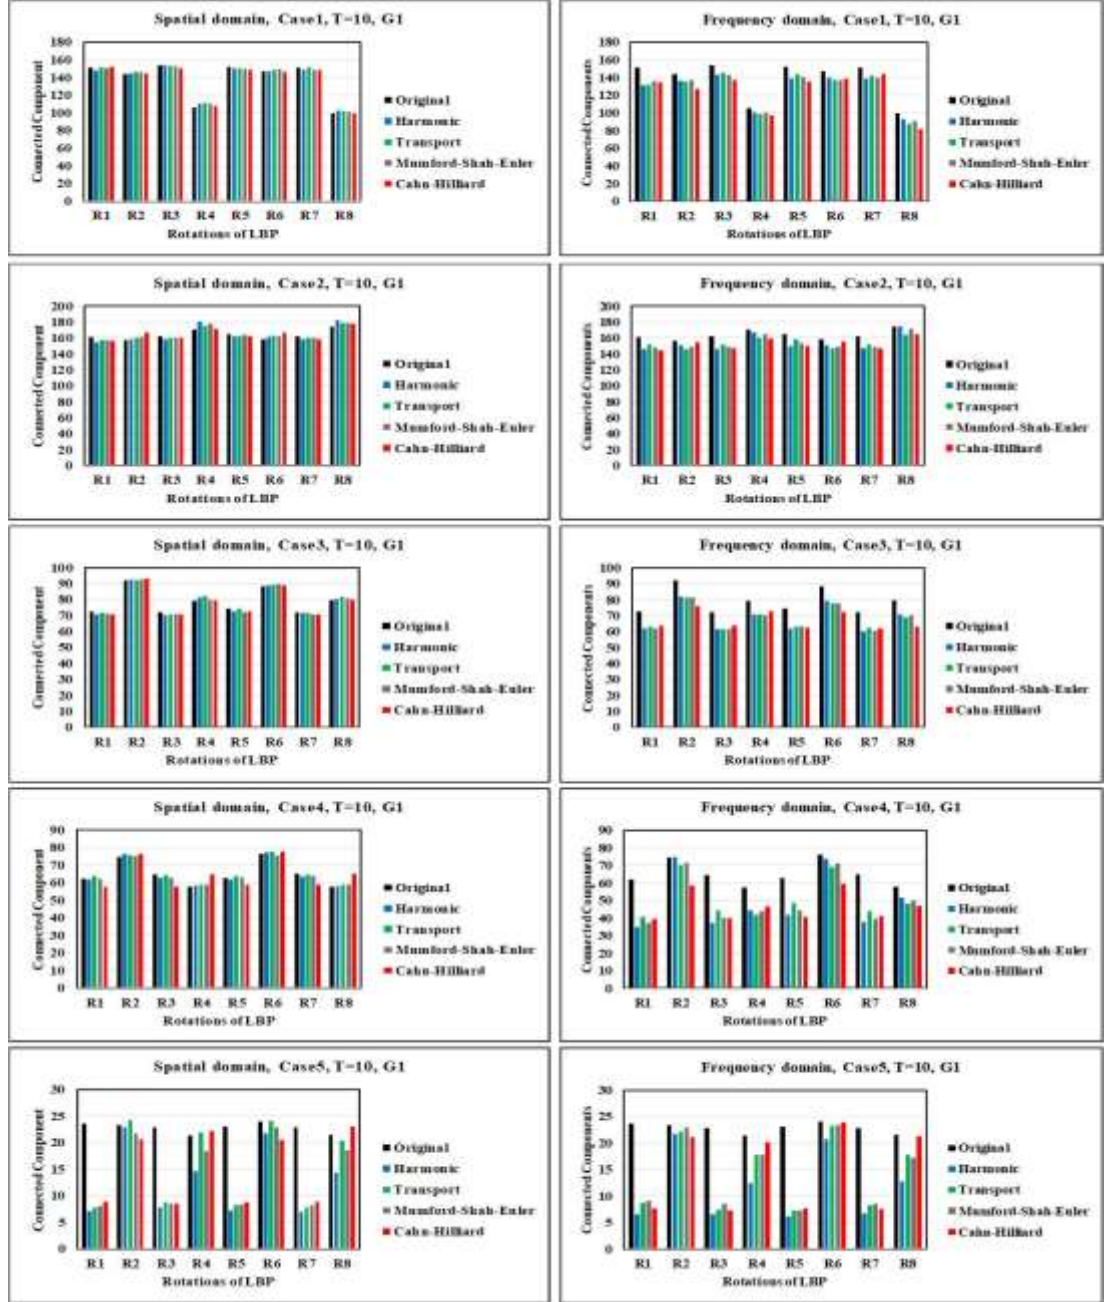 Spatial domain, Case1, T=10, G1
Connected Component
180
160
140
120
100
80
60
40
20
0
R1 R2 R3 R4 R5 R6 R7 R8
Rotations of LBP
Original
Harmonic
Transport
Mumford-Shah-Euler
Cahn-Hilliard
Frequency domain, Case1, T=10, G1
Connected Components
180
160
140
120
100
80
60
40
20
0
R1 R2 R3 R4 R5 R6 R7 R8
Rotations of LBP
Original
Harmonic
Transport
Mumford-Shah-Euler
Cahn-Hilliard
Spatial domain, Case2, T=10, G1
Connected Component
200
180
160
140
120
100
80
60
40
20
0
R1 R2 R3 R4 R5 R6 R7 R8
Rotations of LBP
Original
Harmonic
Transport
Mumford-Shah-Euler
Cahn-Hilliard
Frequency domain, Case2, T=10, G1
Connected Components
200
180
160
140
120
100
80
60
40
20
0
R1 R2 R3 R4 R5 R6 R7 R8
Rotations of LBP
Original
Harmonic
Transport
Mumford-Shah-Euler
Cahn-Hilliard
Spatial domain, Case3, T=10, G1
Connected Component
100
90
80
70
60
50
40
30
20
10
0
R1 R2 R3 R4 R5 R6 R7 R8
Rotations of LBP
Original
Harmonic
Transport
Mumford-Shah-Euler
Cahn-Hilliard
Frequency domain, Case3, T=10, G1
Connected Components
100
90
80
70
60
50
40
30
20
10
0
R1 R2 R3 R4 R5 R6 R7 R8
Rotations of LBP
Original
Harmonic
Transport
Mumford-Shah-Euler
Cahn-Hilliard
Spatial domain, Case4, T=10, G1
Connected Component
90
80
70
60
50
40
30
20
10
0
R1 R2 R3 R4 R5 R6 R7 R8
Rotations of LBP
Original
Harmonic
Transport
Mumford-Shah-Euler
Cahn-Hilliard
Frequency domain, Case4, T=10, G1
Connected Components
90
80
70
60
50
40
30
20
10
0
R1 R2 R3 R4 R5 R6 R7 R8
Rotations of LBP
Original
Harmonic
Transport
Mumford-Shah-Euler
Cahn-Hilliard
Spatial domain, Case5, T=10, G1
Connected Component
30
25
20
15
10
5
0
R1 R2 R3 R4 R5 R6 R7 R8
Rotations of LBP
Original
Harmonic
Transport
Mumford-Shah-Euler
Cahn-Hilliard
Frequency domain, Case5, T=10, G1
Connected Components
30
25
20
15
10
5
0
R1 R2 R3 R4 R5 R6 R7 R8
Rotations of LBP
Original
Harmonic
Transport
Mumford-Shah-Euler
Cahn-Hilliard